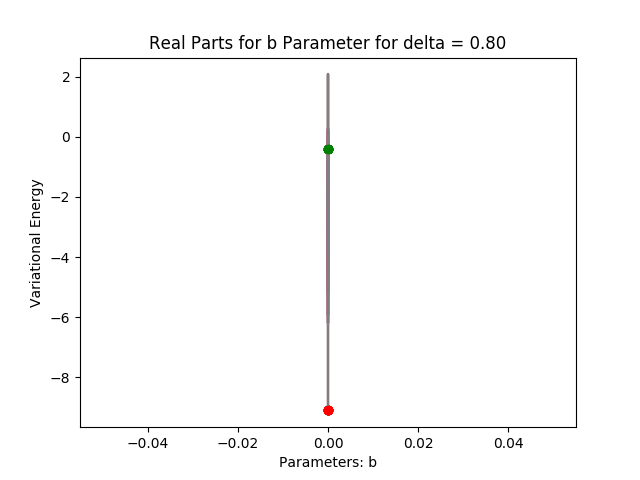 Real Parts for b Parameter for delta = 0.80
2
0
−2
−4
−6
−8
Variational Energy
−0.04 −0.02 0.00 0.02 0.04
Parameters: b